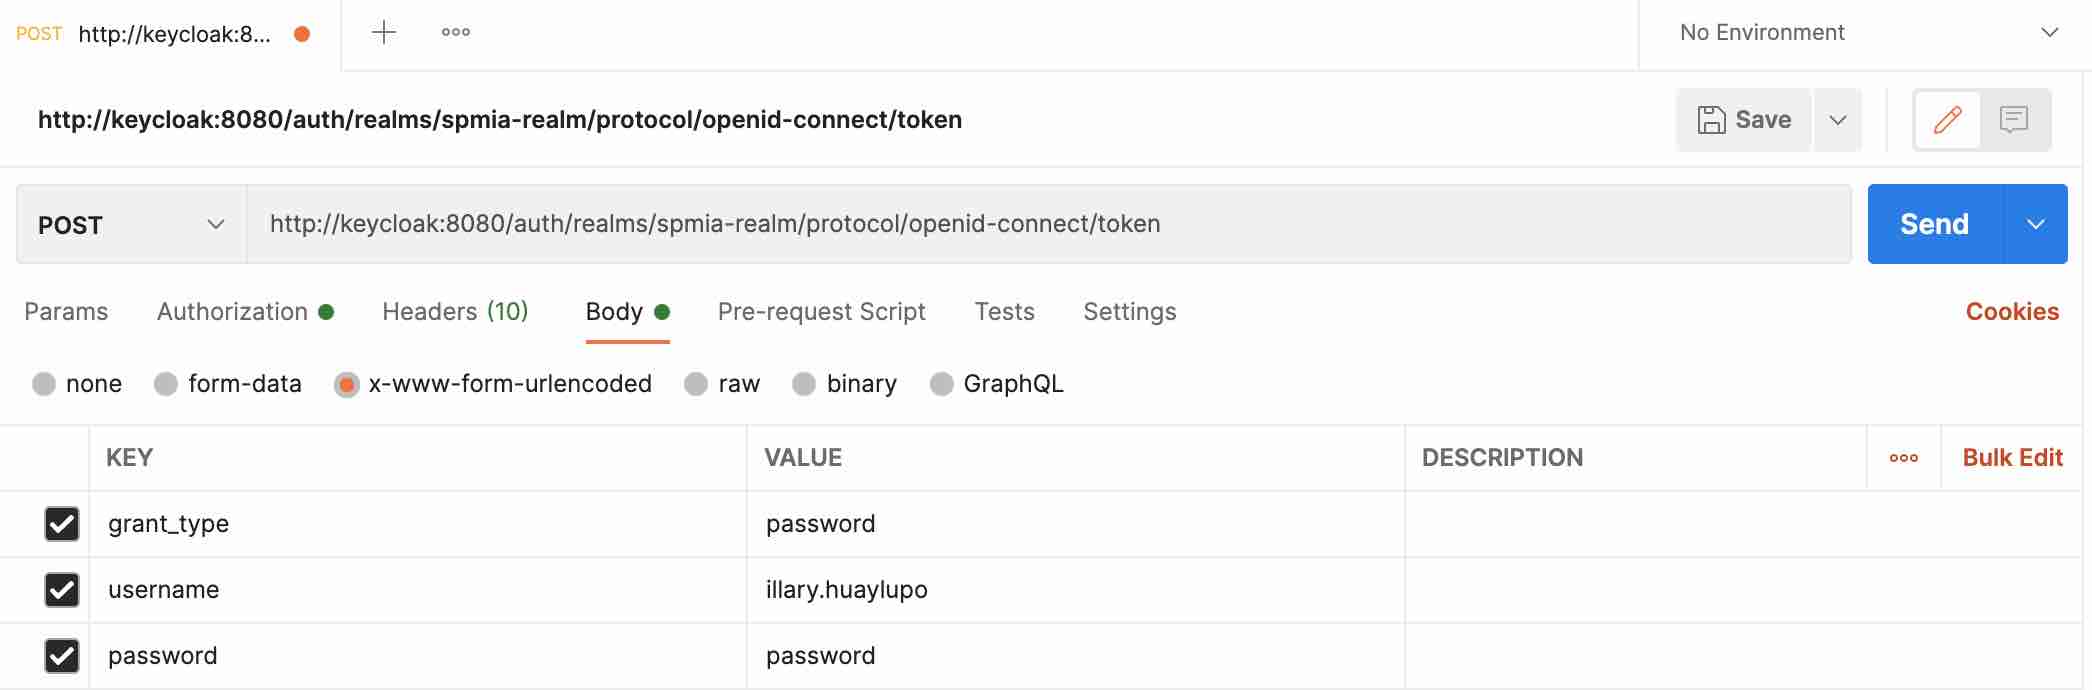 POST http://keycloak:8... No Environment
http://keycloak:8080/auth/realms/spmia-realm/protocol/openid-connect/token Save
POST http://keycloak:8080/auth/realms/spmia-realm/protocol/openid-connect/token Send
Params Authorization Headers (10) Body Pre-request Script Tests Settings Cookies
none form-data x-www-form-urlencoded raw binary GraphQL
KEY VALUE DESCRIPTION Bulk Edit
grant_type password
username illary.huaylupo
password password